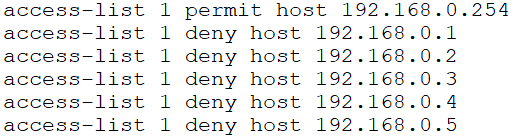 access-list 1 permit host 192.168.0.254
access-list 1 deny host 192.168.0.1
access-list 1 deny host 192.168.0.2
access-list 1 deny host 192.168.0.3
access-list 1 deny host 192.168.0.4
access-list 1 deny host 192.168.0.5